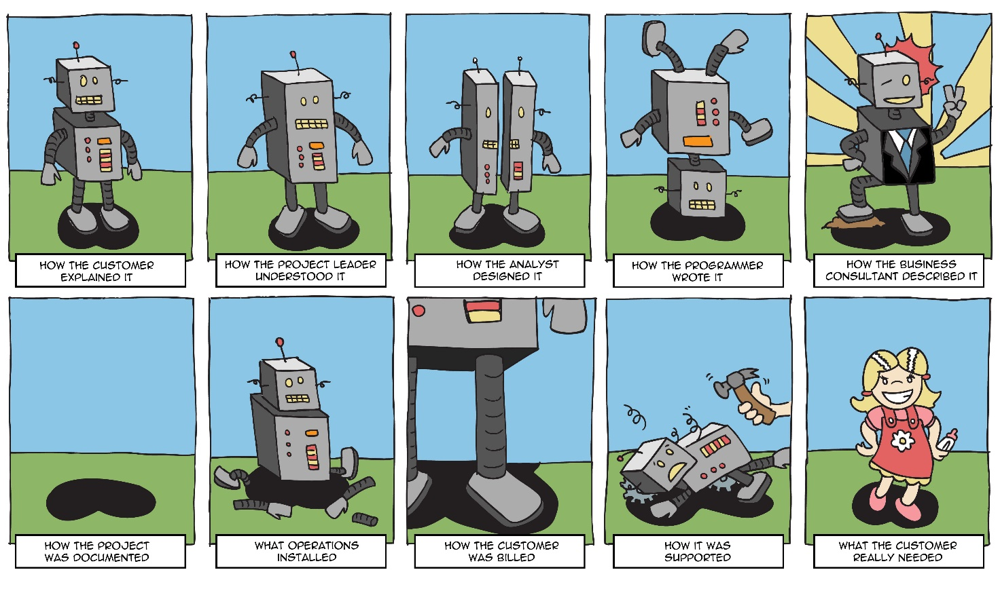 HOW THE CUSTOMER
EXPLAINED IT
HOW THE PROJECT LEADER
UNDERSTOOD IT
HOW THE ANALYST
DESIGNED IT
HOW THE PROGRAMMER
WROTE IT
HOW THE BUSINESS
CONSULTANT DESCRIBED IT
HOW THE PROJECT
WAS DOCUMENTED
WHAT OPERATIONS
INSTALLED
HOW THE CUSTOMER
WAS BILLED
HOW IT WAS
SUPPORTED
WHAT THE CUSTOMER
REALLY NEEDED